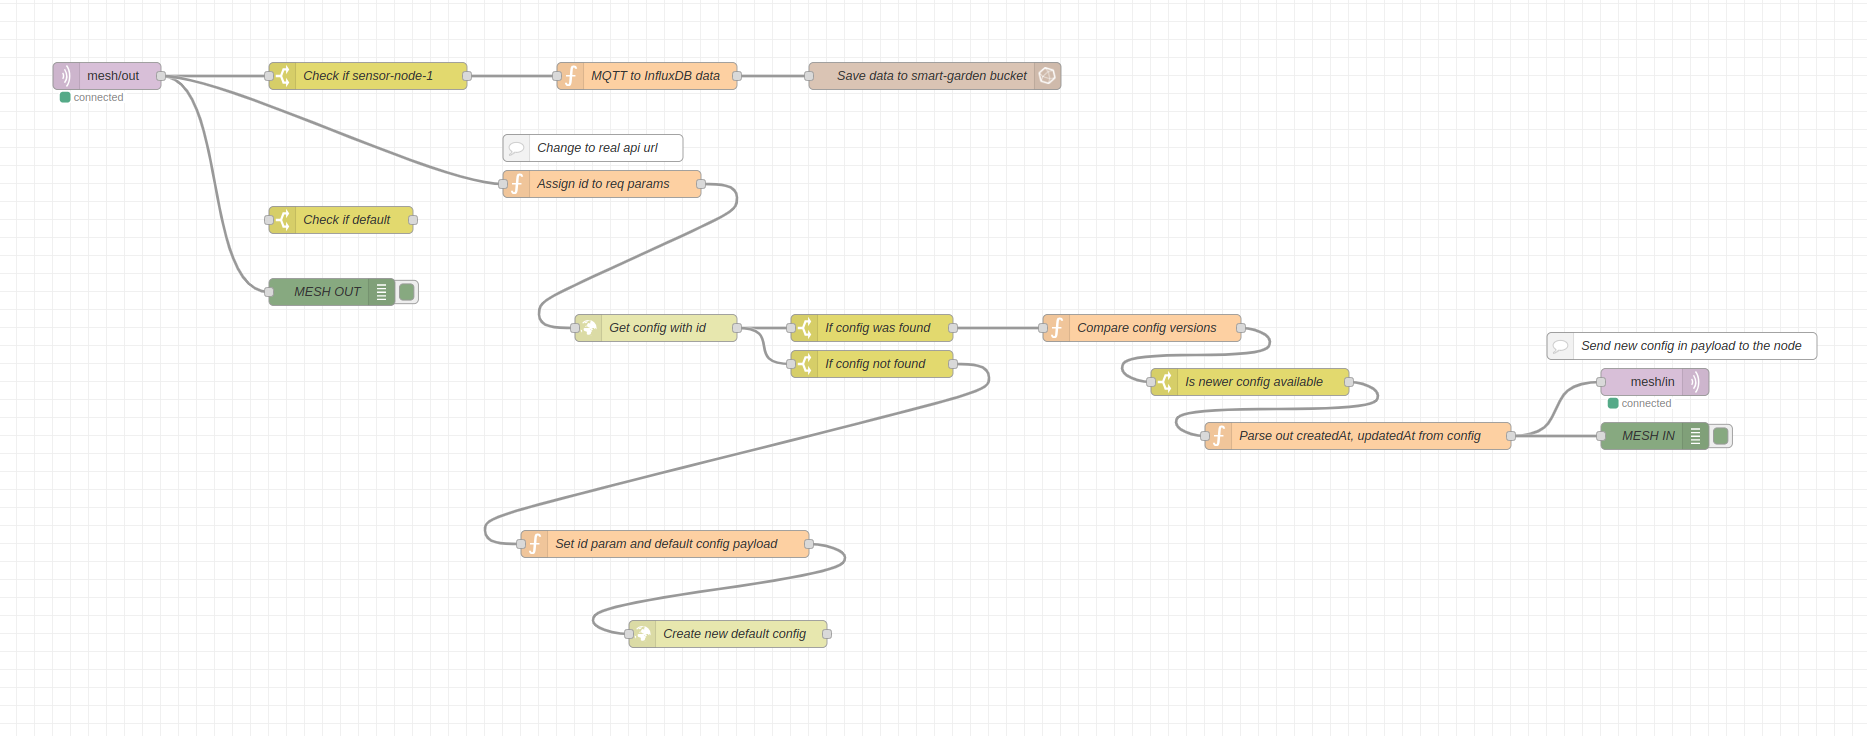 mesh/out
connected
Check if sensor-node-1
MQTT to InfluxDB data
Save data to smart-garden bucket
Change to real api url
Assign id to req params
Check if default
MESH OUT
Get config with id
If config was found
Compare config versions
If config not found
Send new config in payload to the node
Is newer config available
mesh/in
connected
Parse out createdAt, updatedAt from config
MESH IN
Set id param and default config payload
Create new default config